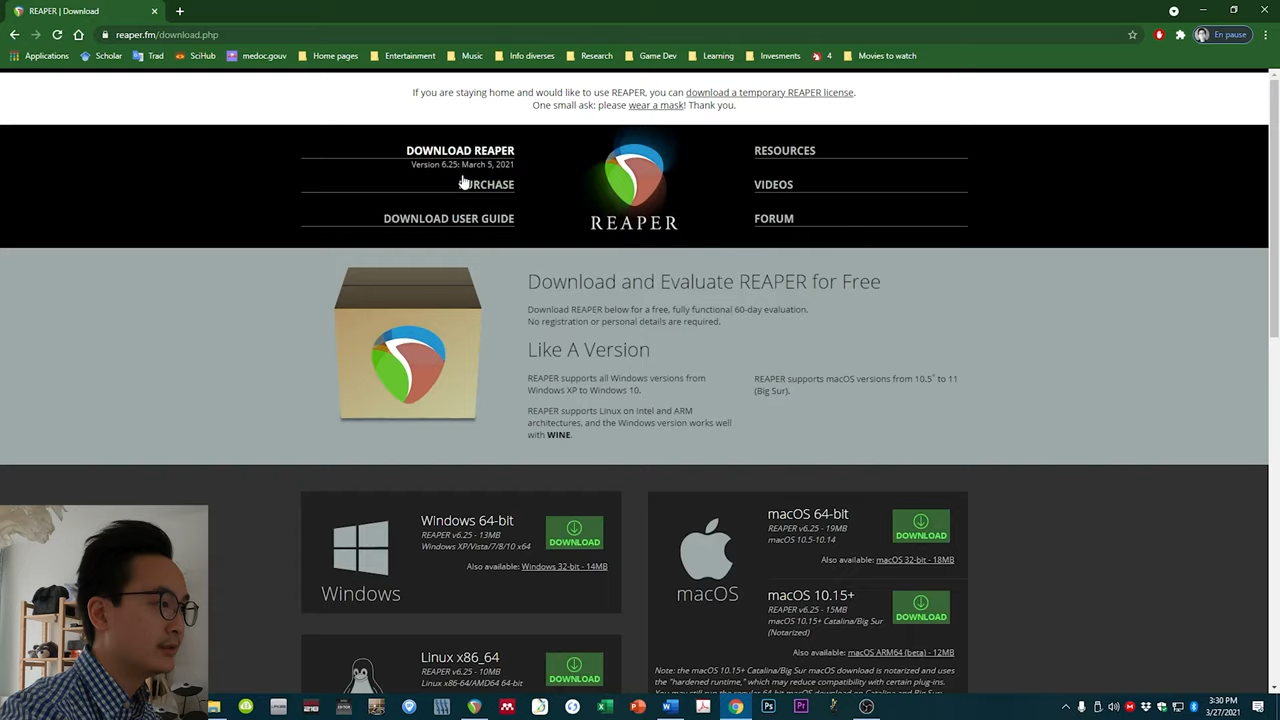 REAPER | Download
reaper.fm/download.php
En pause
Applications
Scholar
Trad
SciHub
medoc.gouv
Home pages
Entertainment
Music
Info diverses
Research
Game Dev
Learning
Invesments
4
Movies to watch
If you are staying home and would like to use REAPER, you can download a temporary REAPER license.
One small ask: please wear a mask! Thank you.
DOWNLOAD REAPER
Version 6.25: March 5, 2021
PURCHASE
DOWNLOAD USER GUIDE
REAPER
RESOURCES
VIDEOS
FORUM
Download and Evaluate REAPER for Free
Download REAPER below for a free, fully functional 60-day evaluation.
No registration or personal details are required.
Like A Version
REAPER supports all Windows versions from
Windows XP to Windows 10.
REAPER supports Linux on Intel and ARM
architectures, and the Windows version works well
with WINE.
REAPER supports macOS versions from 10.5* to 11
(Big Sur).
Windows
Windows 64-bit
REAPER v6.25 - 13MB
Windows XP/Vista/7/8/10 x64
DOWNLOAD
Also available: Windows 32-bit - 14MB
Linux x86_64
REAPER v6.25 - 10MB
Linux x86-64/AMD64 64-bit
DOWNLOAD
macOS
macOS 64-bit
REAPER v6.25 - 19MB
macOS 10.5-10.14
DOWNLOAD
Also available: macOS 32-bit - 18MB
macOS 10.15+
REAPER v6.25 - 15MB
macOS 10.15+ Catalina/Big Sur
(Notarized)
DOWNLOAD
Also available: macOS ARM64 (beta) - 12MB
Note: the macOS 10.15+ Catalina/Big Sur macOS download is notarized and uses
the "hardened runtime," which may reduce compatibility with certain plug-ins.
3:30 PM
3/27/2021